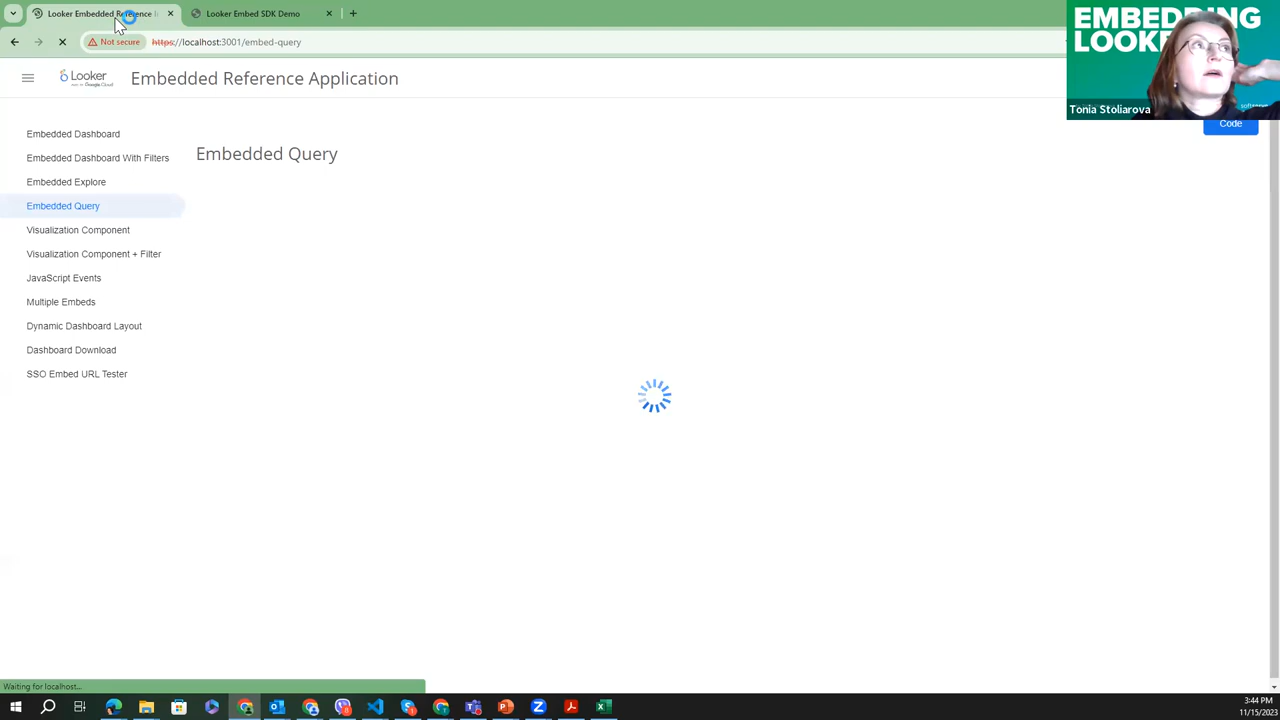 Looker Embedded Reference I
Looker Embed SDK Demo
Not secure
https://localhost:3001/embed-query
Looker
Embedded Reference Application
EMBEDDING
LOOKE
Tonia Stoliarova
Code
Embedded Dashboard
Embedded Dashboard With Filters
Embedded Explore
Embedded Query
Visualization Component
Visualization Component + Filter
JavaScript Events
Multiple Embeds
Dynamic Dashboard Layout
Dashboard Download
SSO Embed URL Tester
Embedded Query
Waiting for localhost...
3:44 PM
11/15/2023